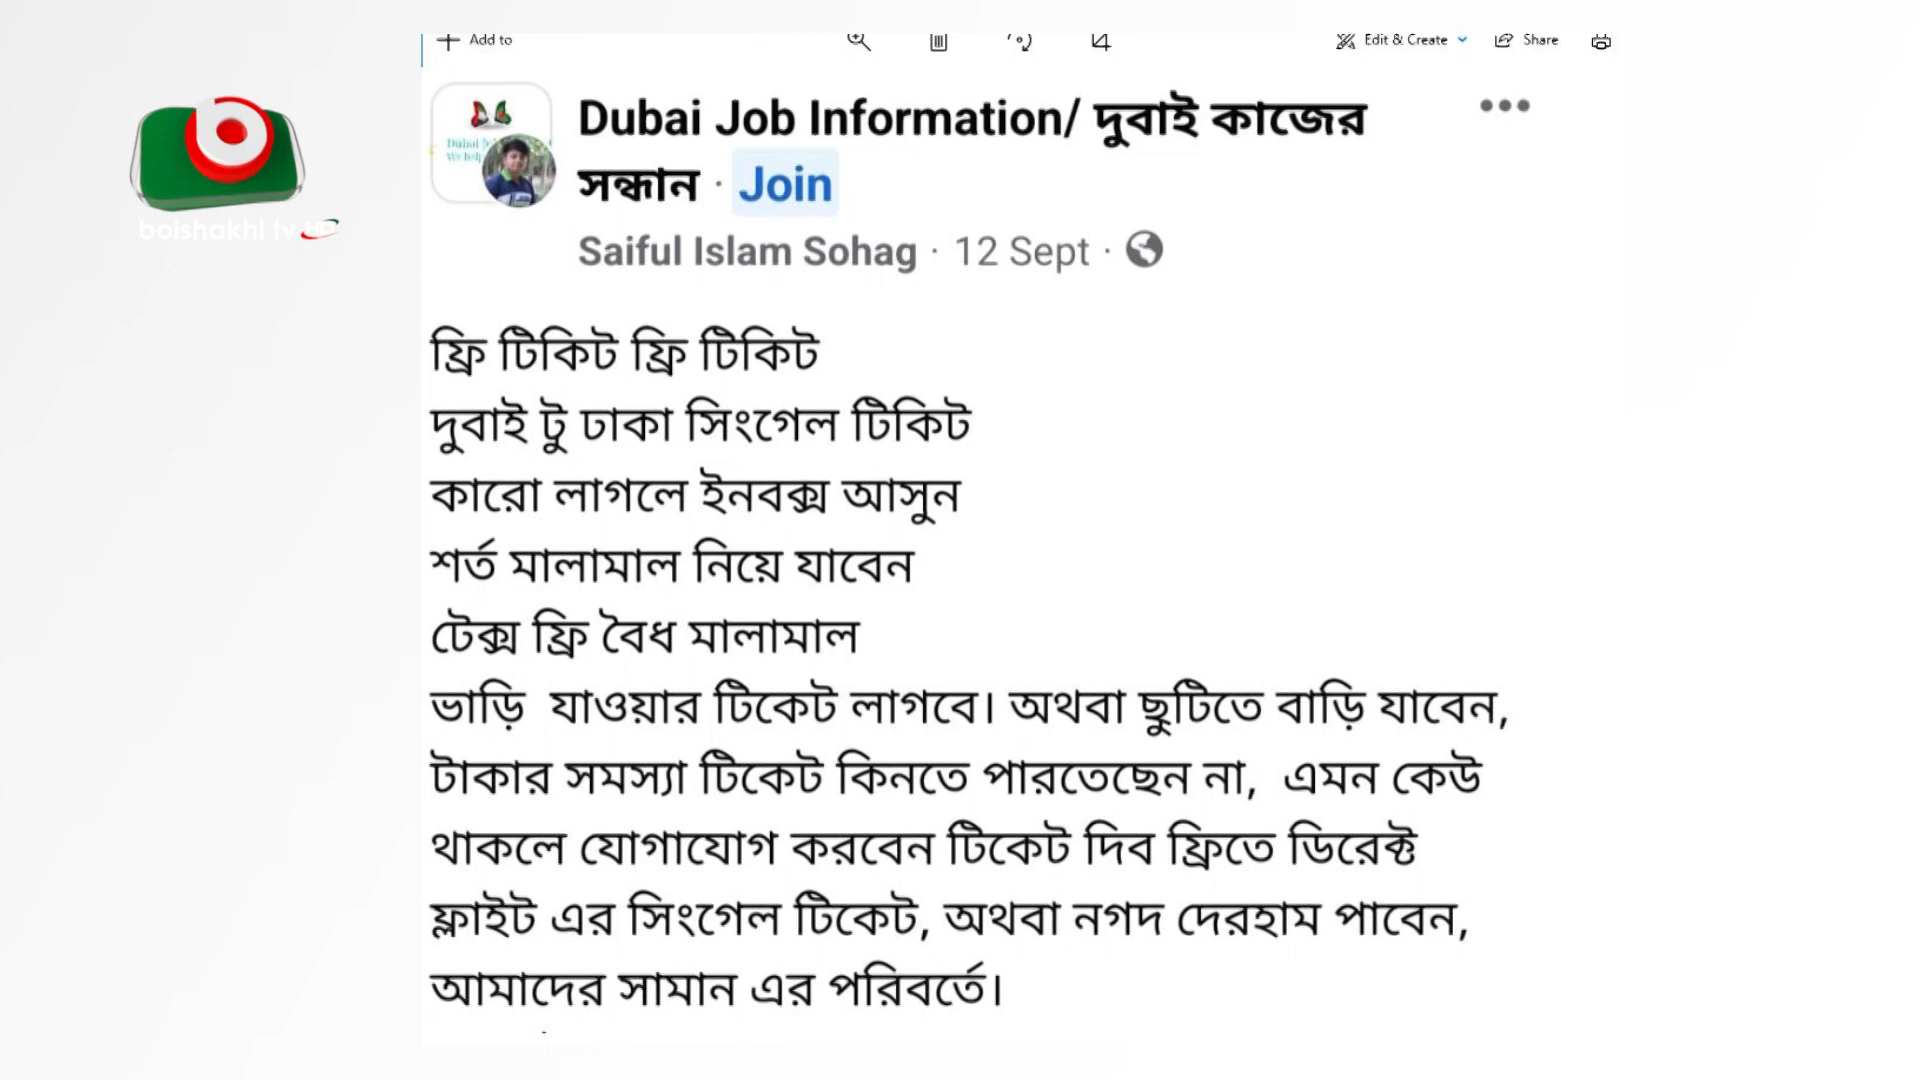 Add to
Edit & Create
Share
boishakhi tv HD
Dubai Job Information/ দুবাই কাজের
সন্ধান · Join
Saiful Islam Sohag · 12 Sept ·
ফ্রি টিকিট ফ্রি টিকিট
দুবাই টু ঢাকা সিংগেল টিকিট
কারো লাগলে ইনবক্স আসুন
শর্ত মালামাল নিয়ে যাবেন
টেক্স ফ্রি বৈধ মালামাল
ভাড়ি যাওয়ার টিকেট লাগবে। অথবা ছুটিতে বাড়ি যাবেন,
টাকার সমস্যা টিকেট কিনতে পারতেছেন না, এমন কেউ
থাকলে যোগাযোগ করবেন টিকেট দিব ফ্রিতে ডিরেক্ট
ফ্লাইট এর সিংগেল টিকেট, অথবা নগদ দেরহাম পাবেন,
আমাদের সামান এর পরিবর্তে।